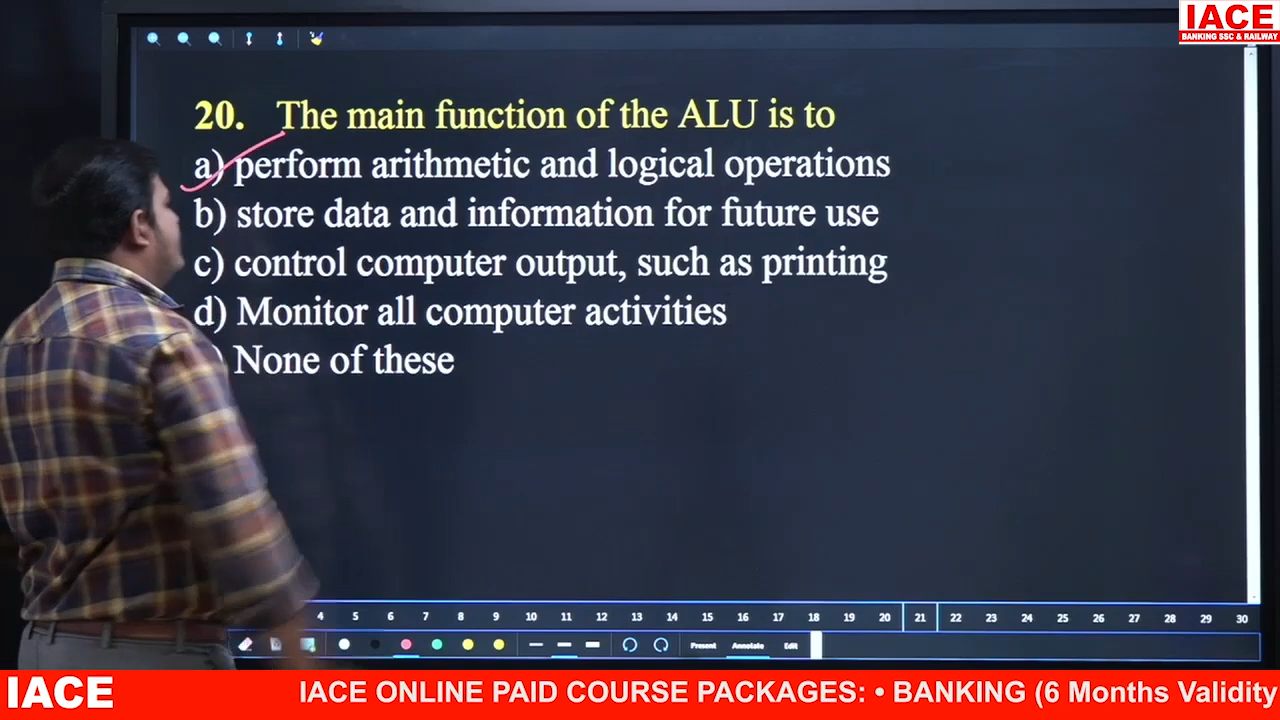 IACE
BANKING SSC & RAILWAY
20. The main function of the ALU is to
a) perform arithmetic and logical operations
b) store data and information for future use
c) control computer output, such as printing
d) Monitor all computer activities
) None of these
4 5 6 7 8 9 10 11 12 13 14 15 16 17 18 19 20 21 22 23 24 25 26 27 28 29 30
Present Annotate Edit
IACE IACE ONLINE PAID COURSE PACKAGES: • BANKING (6 Months Validity